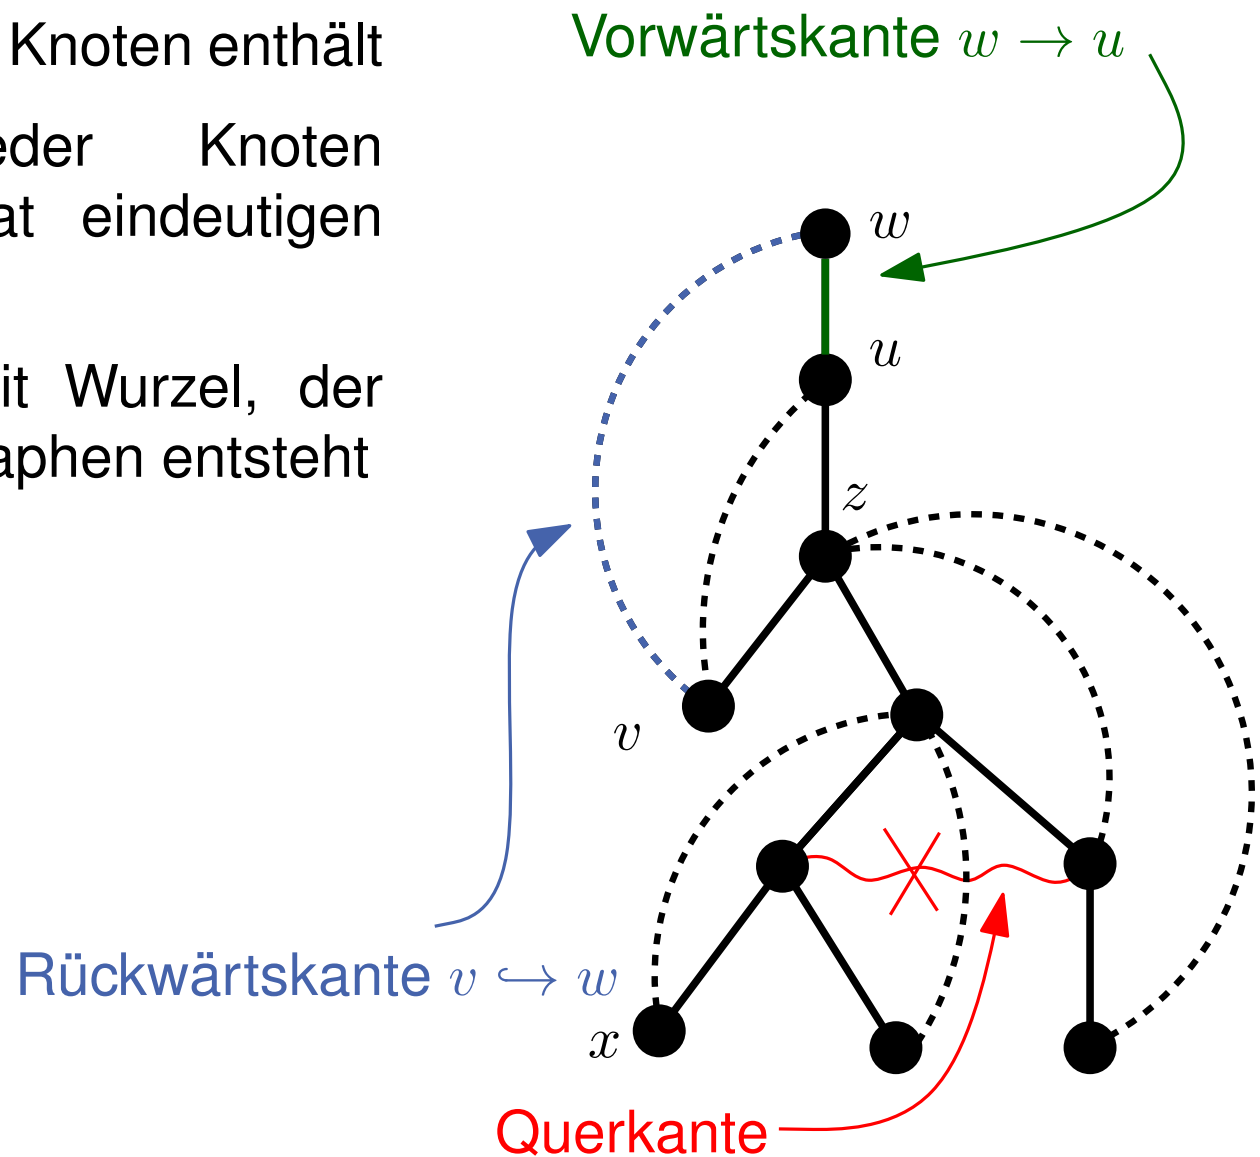 Knoten enthält
eder Knoten
at eindeutigen
it Wurzel, der
aphen entsteht
Vorwärtskante w → u
w
u
z
v
Rückwärtskante v ↪ w
x
Querkante